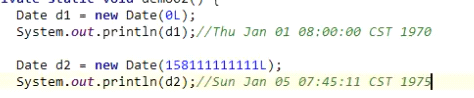 private static void demo02() {
Date d1 = new Date(0L);
System.out.println(d1);//Thu Jan 01 08:00:00 CST 1970
Date d2 = new Date(158111111111L);
System.out.println(d2);//Sun Jan 05 07:45:11 CST 1975